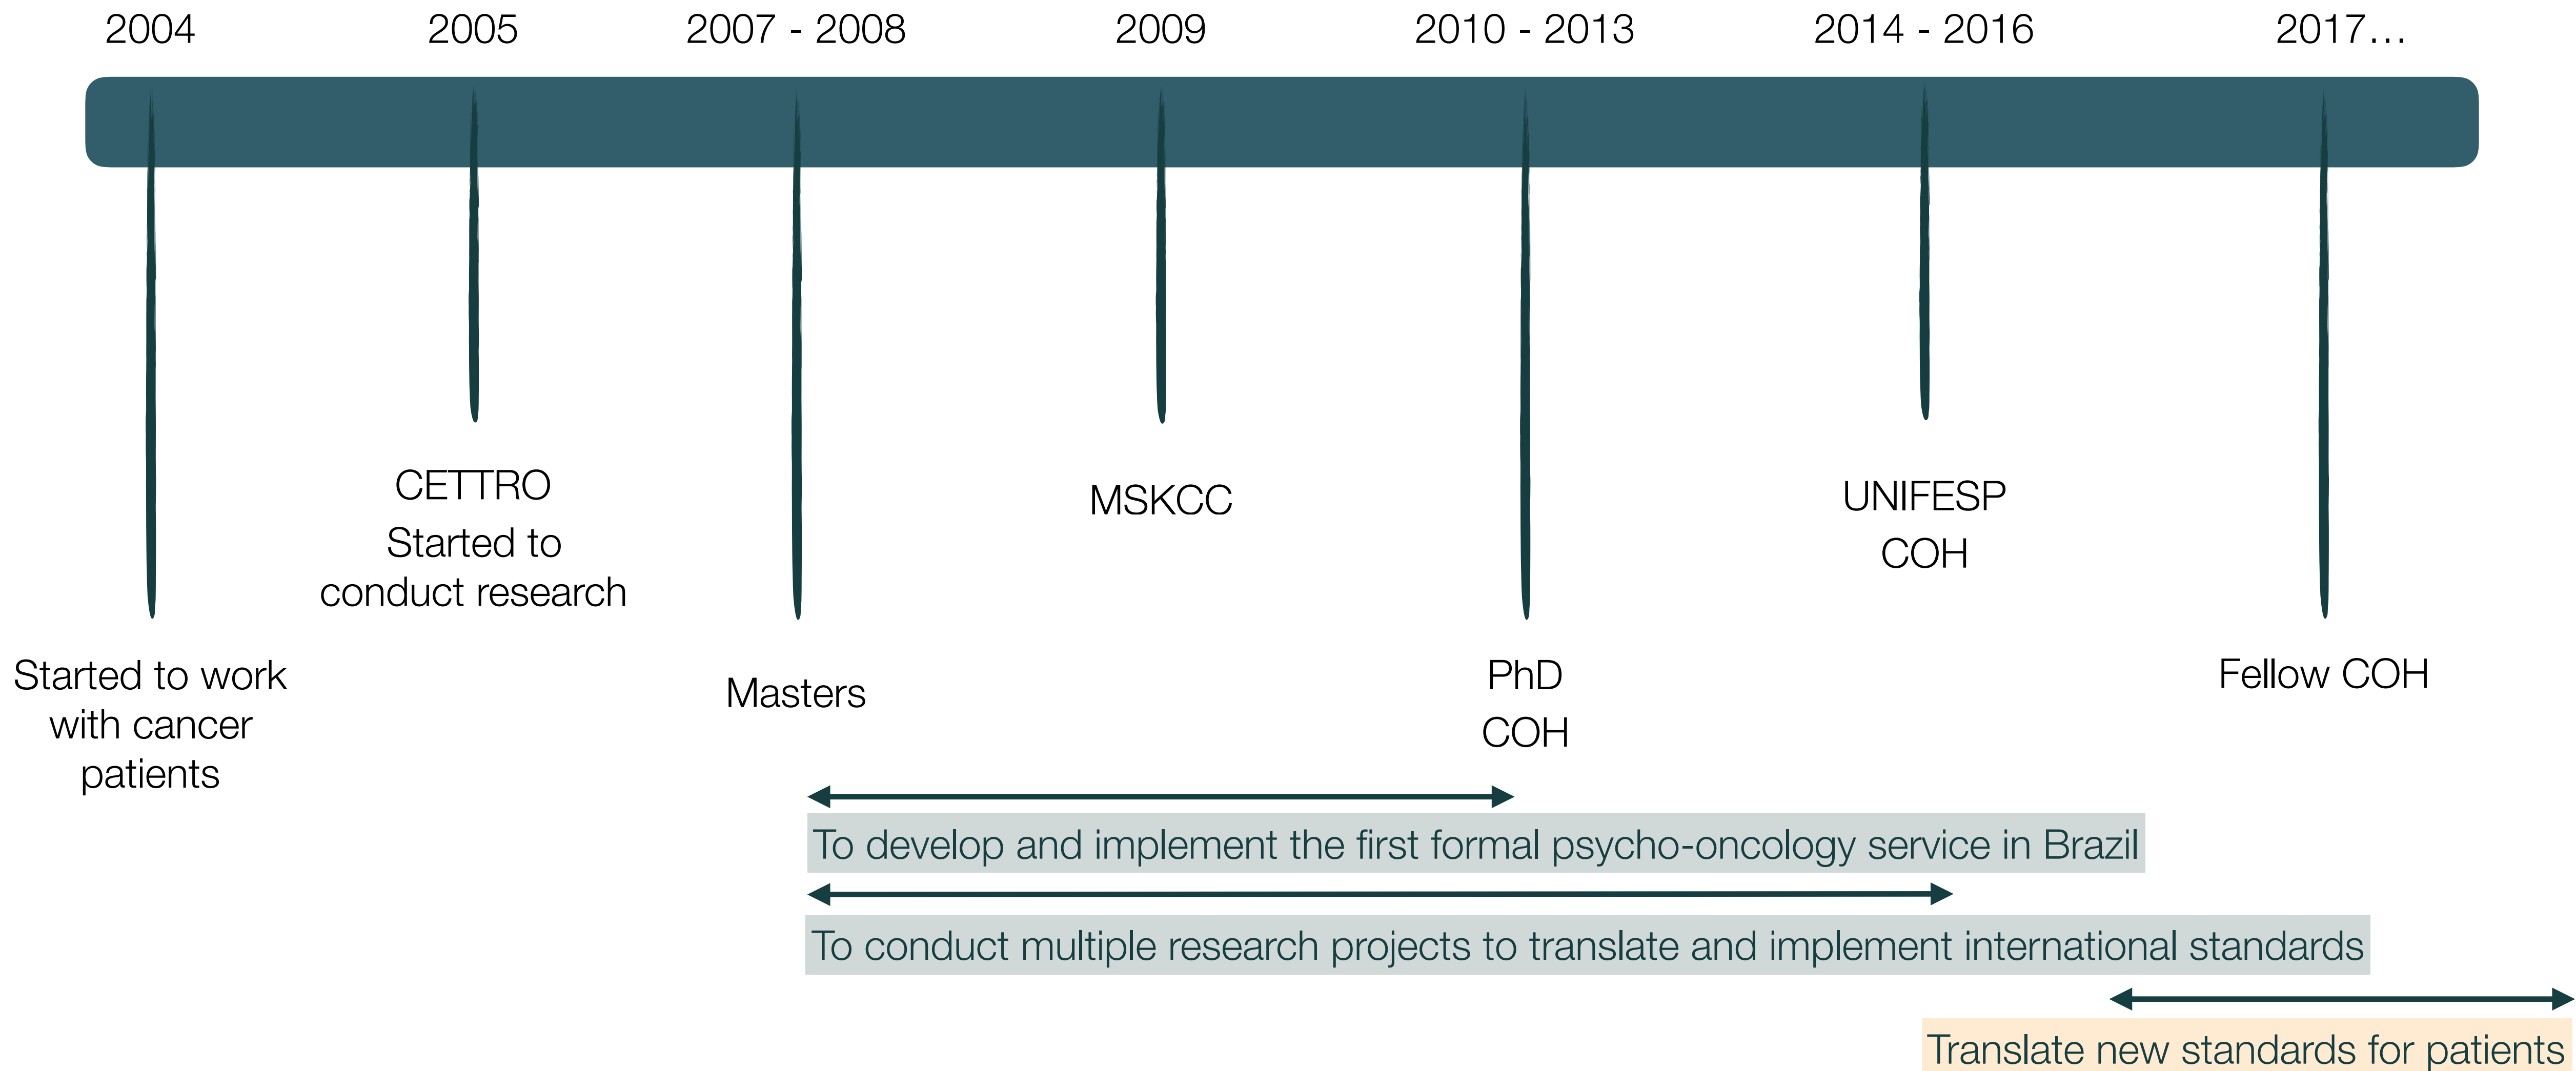 2004
2005
2007 - 2008
2009
2010 - 2013
2014 - 2016
2017...
CETTRO
Started to
conduct research
MSKCC
UNIFESP
COH
Started to work
with cancer
patients
Masters
PhD
COH
Fellow COH
To develop and implement the first formal psycho-oncology service in Brazil
To conduct multiple research projects to translate and implement international standards
Translate new standards for patients